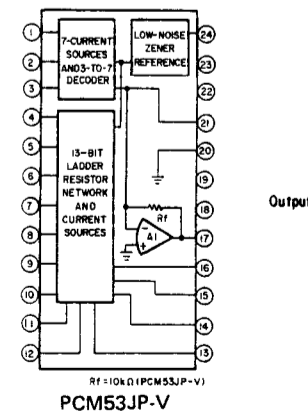 1
24
7-CURRENT
SOURCES
AND 3-TO-7
DECODER
LOW-NOISE
ZENER
REFERENCE
2
23
3
22
4
21
13-BIT
LADDER
RESISTOR
NETWORK
AND
CURRENT
SOURCES
5
20
6
19
7
18
Output
Rf
8
A1
17
9
16
10
15
11
14
12
13
Rf=10kΩ(PCM53JP-V)
PCM53JP-V